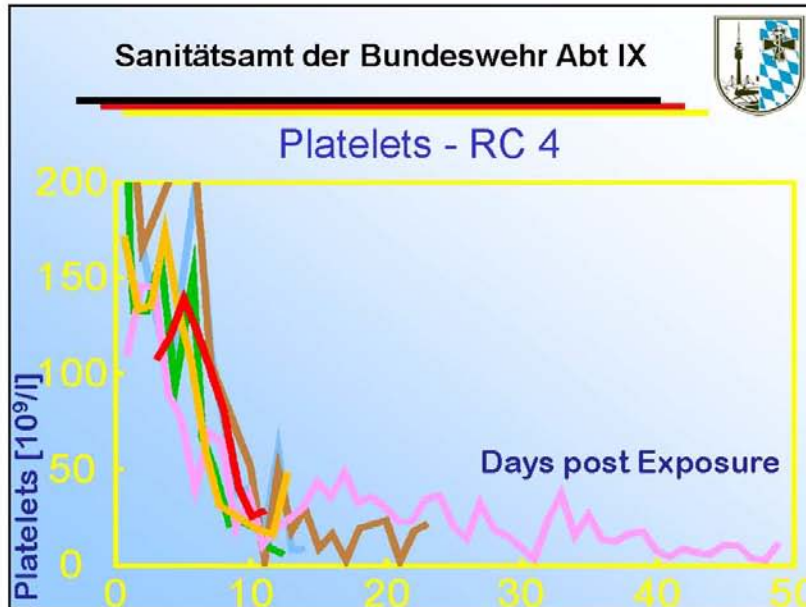 Sanitätsamt der Bundeswehr Abt IX
Platelets - RC 4
200
150
100
50
0
Platelets [10⁹/l]
Days post Exposure
0 10 20 30 40 50